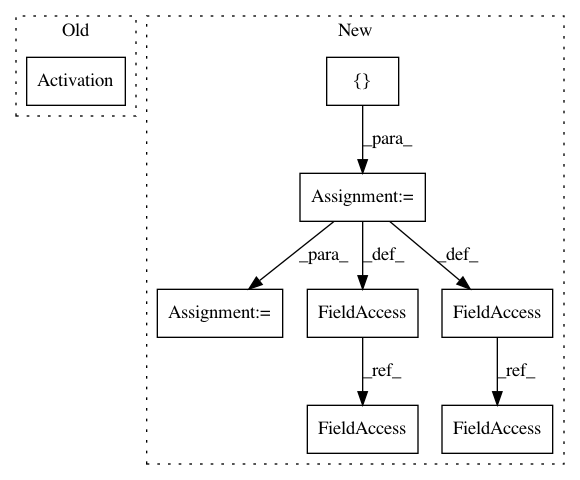 Old
New
Activation
{}
_para_
Assignment:=
_para_
_def_
_def_
Assignment:=
FieldAccess
FieldAccess
_ref_
_ref_
FieldAccess
FieldAccess